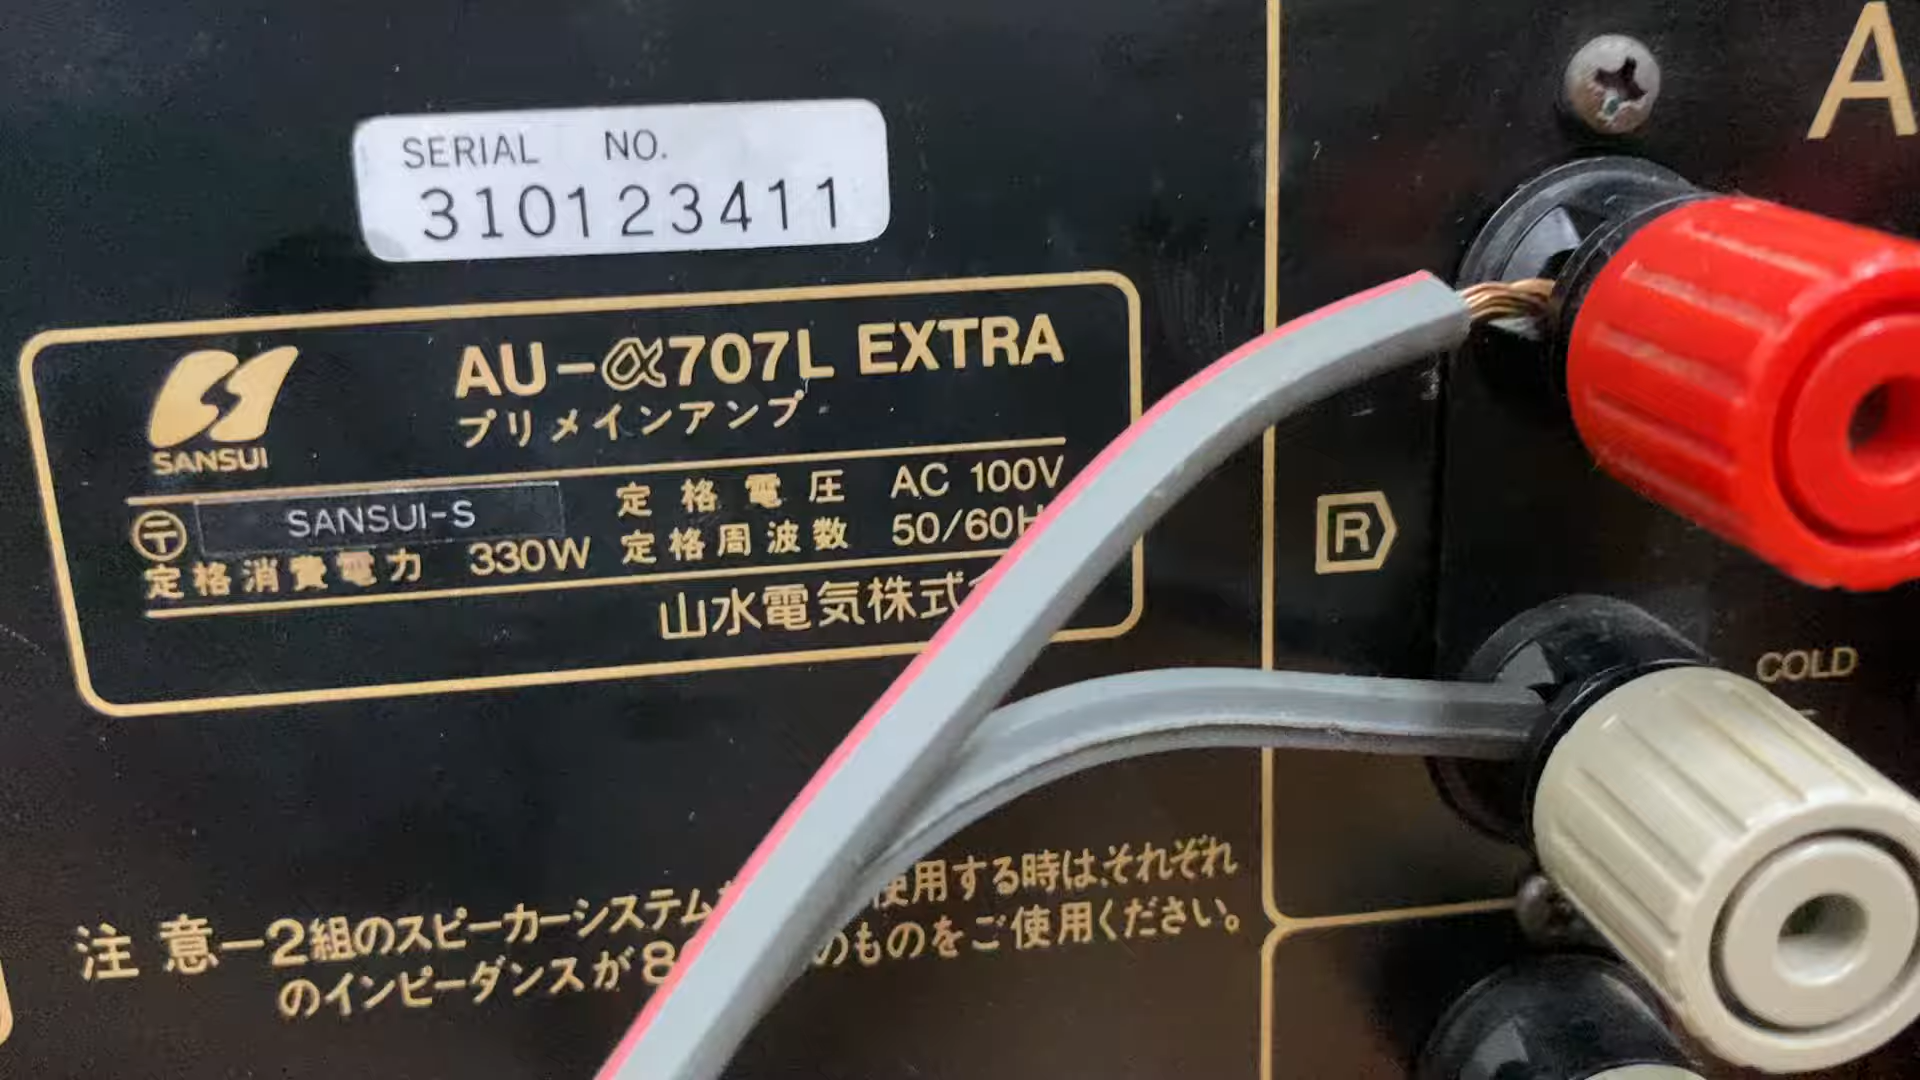 SERIAL NO.
310123411
AU-α707L EXTRA
プリメインアンプ
SANSUI
〒 SANSUI-S
定格電圧 AC 100V
定格消費電力 330W
定格周波数 50/60H
山水電気株式
注意-2組のスピーカーシステム 使用する時はそれぞれ
のインピーダンスが8 のものをご使用ください。
A
R
COLD